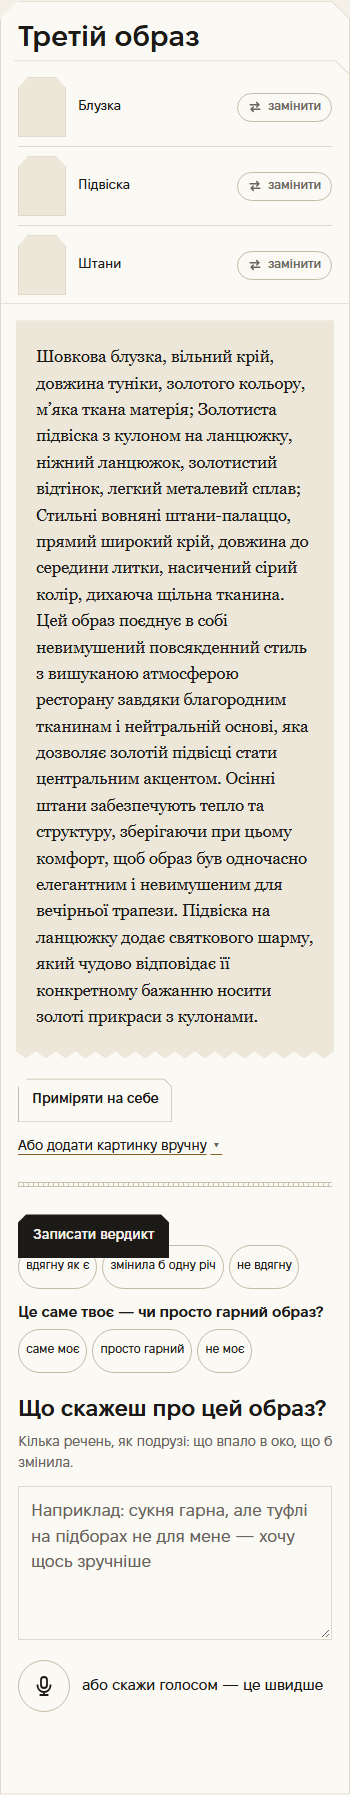 Третій образ
Блузка
замінити
Підвіска
замінити
Штани
замінити
Шовкова блузка, вільний крій,
довжина туніки, золотого кольору,
м’яка ткана матерія; Золотиста
підвіска з кулоном на ланцюжку,
ніжний ланцюжок, золотистий
відтінок, легкий металевий сплав;
Стильні вовняні штани-палаццо,
прямий широкий крій, довжина до
середини литки, насичений сірий
колір, дихаюча щільна тканина.
Цей образ поєднує в собі
невимушений повсякденний стиль
з вишуканою атмосферою
ресторану завдяки благородним
тканинам і нейтральній основі, яка
дозволяє золотій підвісці стати
центральним акцентом. Осінні
штани забезпечують тепло та
структуру, зберігаючи при цьому
комфорт, щоб образ був одночасно
елегантним і невимушеним для
вечірньої трапези. Підвіска на
ланцюжку додає святкового шарму,
який чудово відповідає її
конкретному бажанню носити
золоті прикраси з кулонами.
Приміряти на себе
Або додати картинку вручну
Записати вердикт
вдягну як є
змінила б одну річ
не вдягну
Це саме твоє — чи просто гарний образ?
саме моє
просто гарний
не моє
Що скажеш про цей образ?
Кілька речень, як подрузі: що впало в око, що б
змінила.
Наприклад: сукня гарна, але туфлі
на підборах не для мене — хочу
щось зручніше
або скажи голосом — це швидше